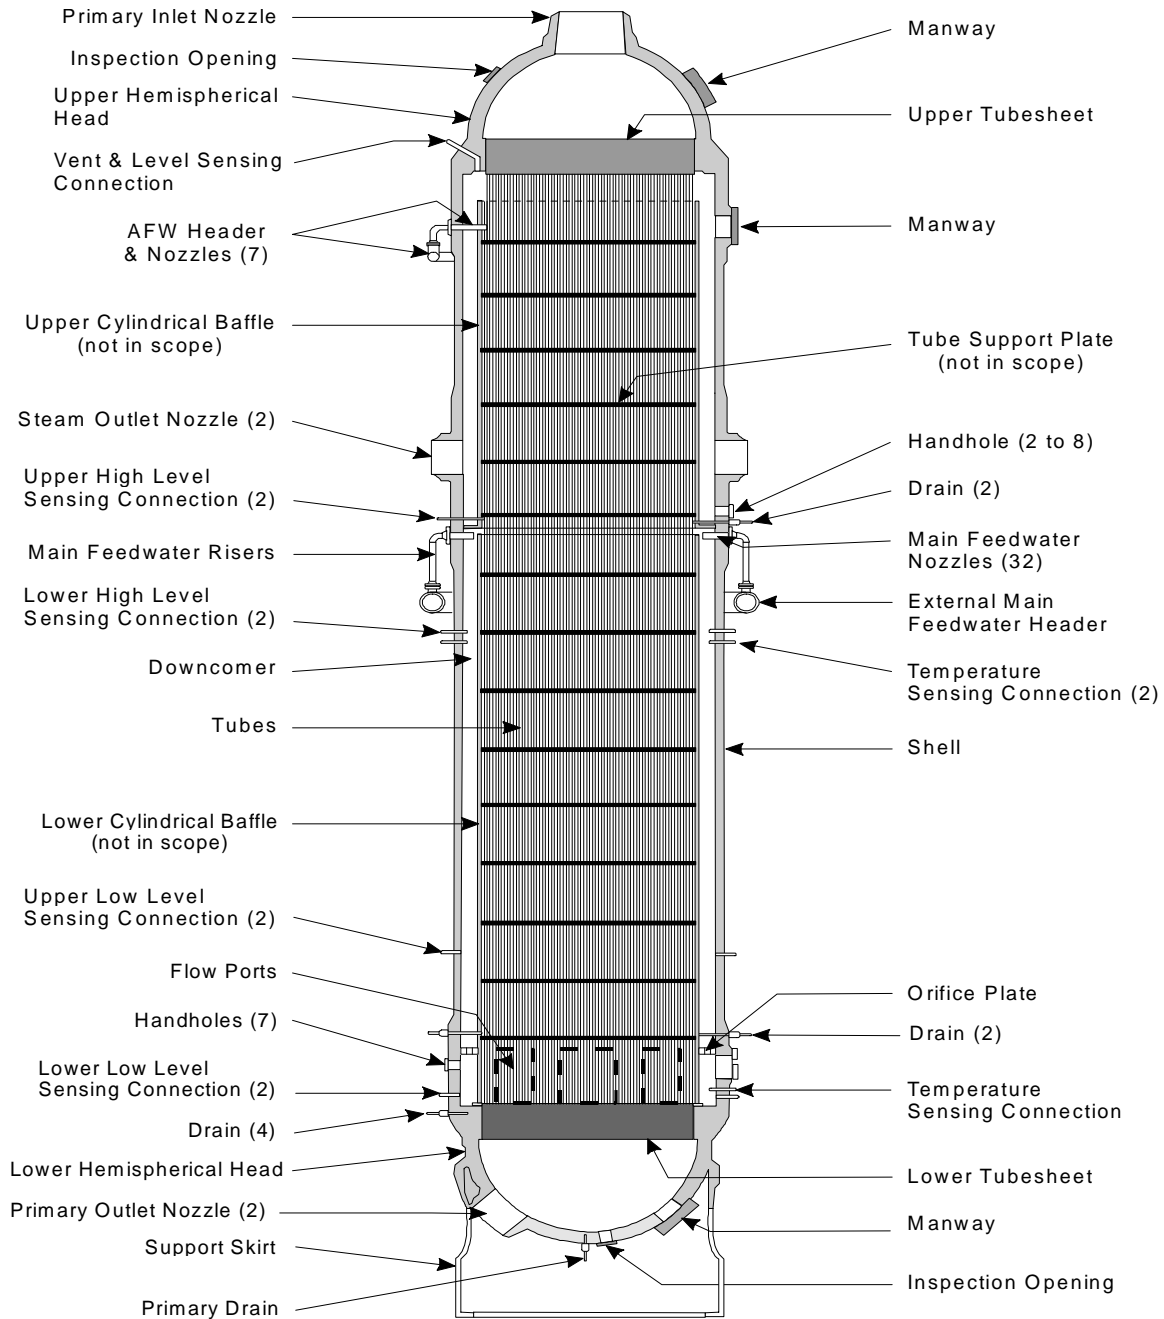 Primary Inlet Nozzle
Inspection Opening
Upper Hemispherical
Head
Vent & Level Sensing
Connection
AFW Header
& Nozzles (7)
Upper Cylindrical Baffle
(not in scope)
Steam Outlet Nozzle (2)
Upper High Level
Sensing Connection (2)
Main Feedwater Risers
Lower High Level
Sensing Connection (2)
Downcomer
Tubes
Lower Cylindrical Baffle
(not in scope)
Upper Low Level
Sensing Connection (2)
Flow Ports
Handholes (7)
Lower Low Level
Sensing Connection (2)
Drain (4)
Lower Hemispherical Head
Primary Outlet Nozzle (2)
Support Skirt
Primary Drain
Manway
Upper Tubesheet
Manway
Tube Support Plate
(not in scope)
Handhole (2 to 8)
Drain (2)
Main Feedwater
Nozzles (32)
External Main
Feedwater Header
Temperature
Sensing Connection (2)
Shell
Orifice Plate
Drain (2)
Temperature
Sensing Connection
Lower Tubesheet
Manway
Inspection Opening